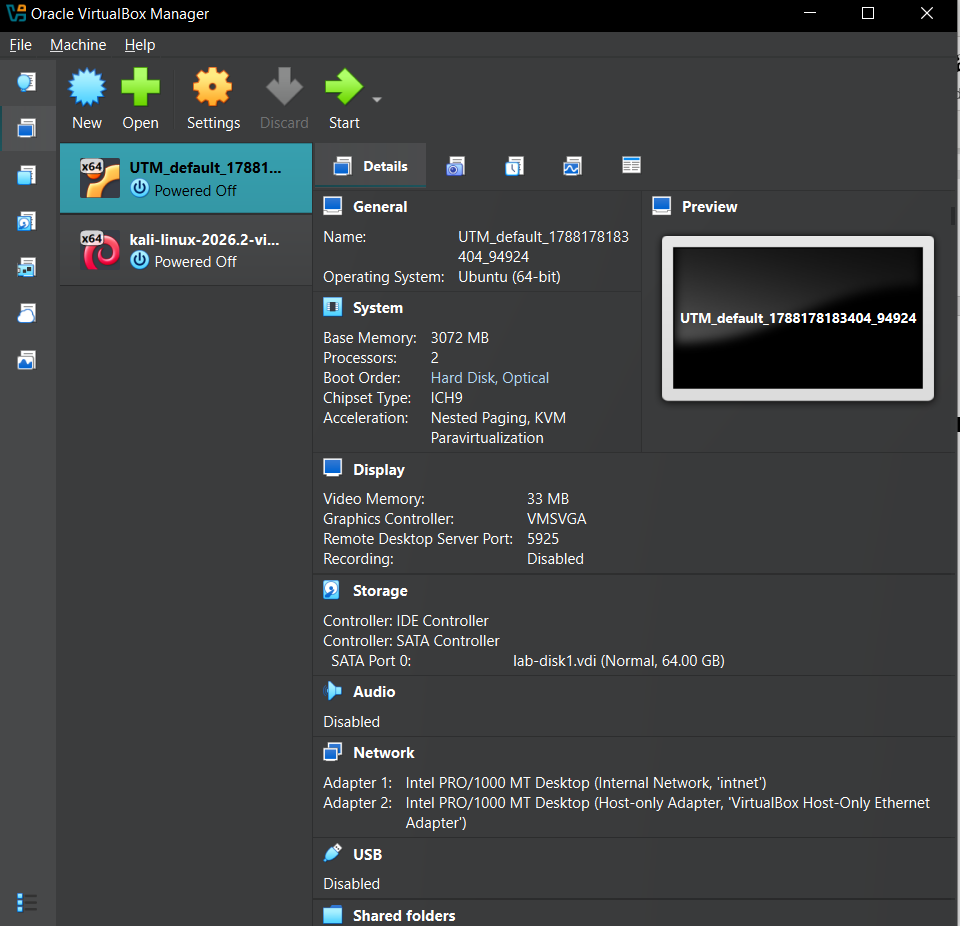 Oracle VirtualBox Manager
File Machine Help
New Open Settings Discard Start
x64 UTM_default_17881...
Powered Off
x64 kali-linux-2026.2-vi...
Powered Off
Details
General
Name: UTM_default_1788178183
404_94924
Operating System: Ubuntu (64-bit)
Preview
UTM_default_1788178183404_94924
System
Base Memory: 3072 MB
Processors: 2
Boot Order: Hard Disk, Optical
Chipset Type: ICH9
Acceleration: Nested Paging, KVM
Paravirtualization
Display
Video Memory: 33 MB
Graphics Controller: VMSVGA
Remote Desktop Server Port: 5925
Recording: Disabled
Storage
Controller: IDE Controller
Controller: SATA Controller
SATA Port 0: lab-disk1.vdi (Normal, 64.00 GB)
Audio
Disabled
Network
Adapter 1: Intel PRO/1000 MT Desktop (Internal Network, 'intnet')
Adapter 2: Intel PRO/1000 MT Desktop (Host-only Adapter, 'VirtualBox Host-Only Ethernet
Adapter')
USB
Disabled
Shared folders